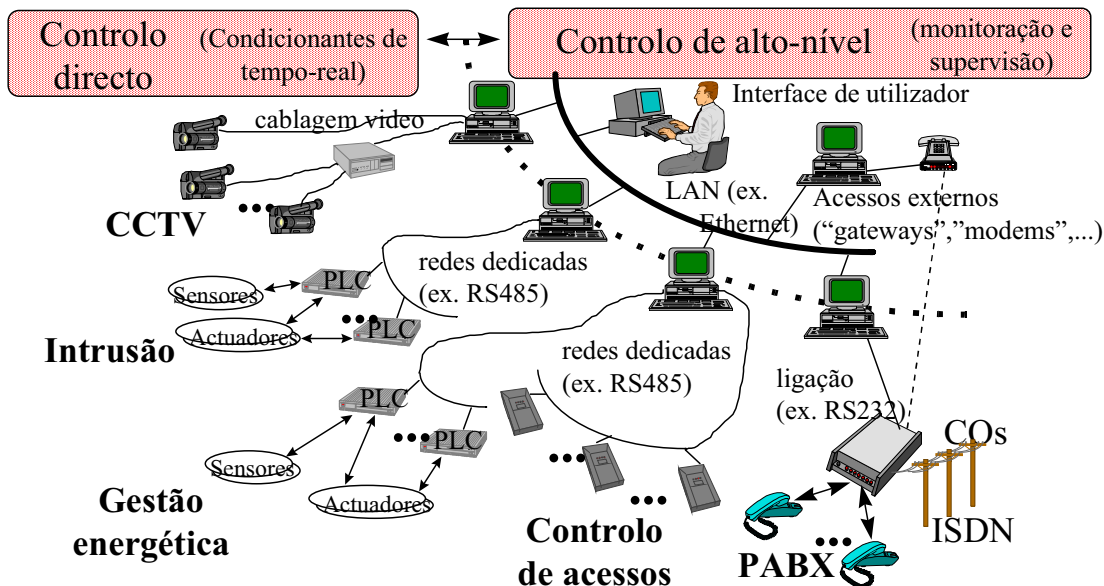 Controlo
directo
(Condicionantes de
tempo-real)
Controlo de alto-nível
(monitoração e
supervisão)
cablagem video
Interface de utilizador
CCTV
LAN (ex.
Ethernet)
Acessos externos
(“gateways”,”modems”,...)
redes dedicadas
(ex. RS485)
PLC
Sensores
PLC
Actuadores
Intrusão
redes dedicadas
(ex. RS485)
ligação
(ex. RS232)
PLC
PLC
COs
Sensores
Actuadores
Gestão
energética
Controlo
de acessos
PABX
ISDN